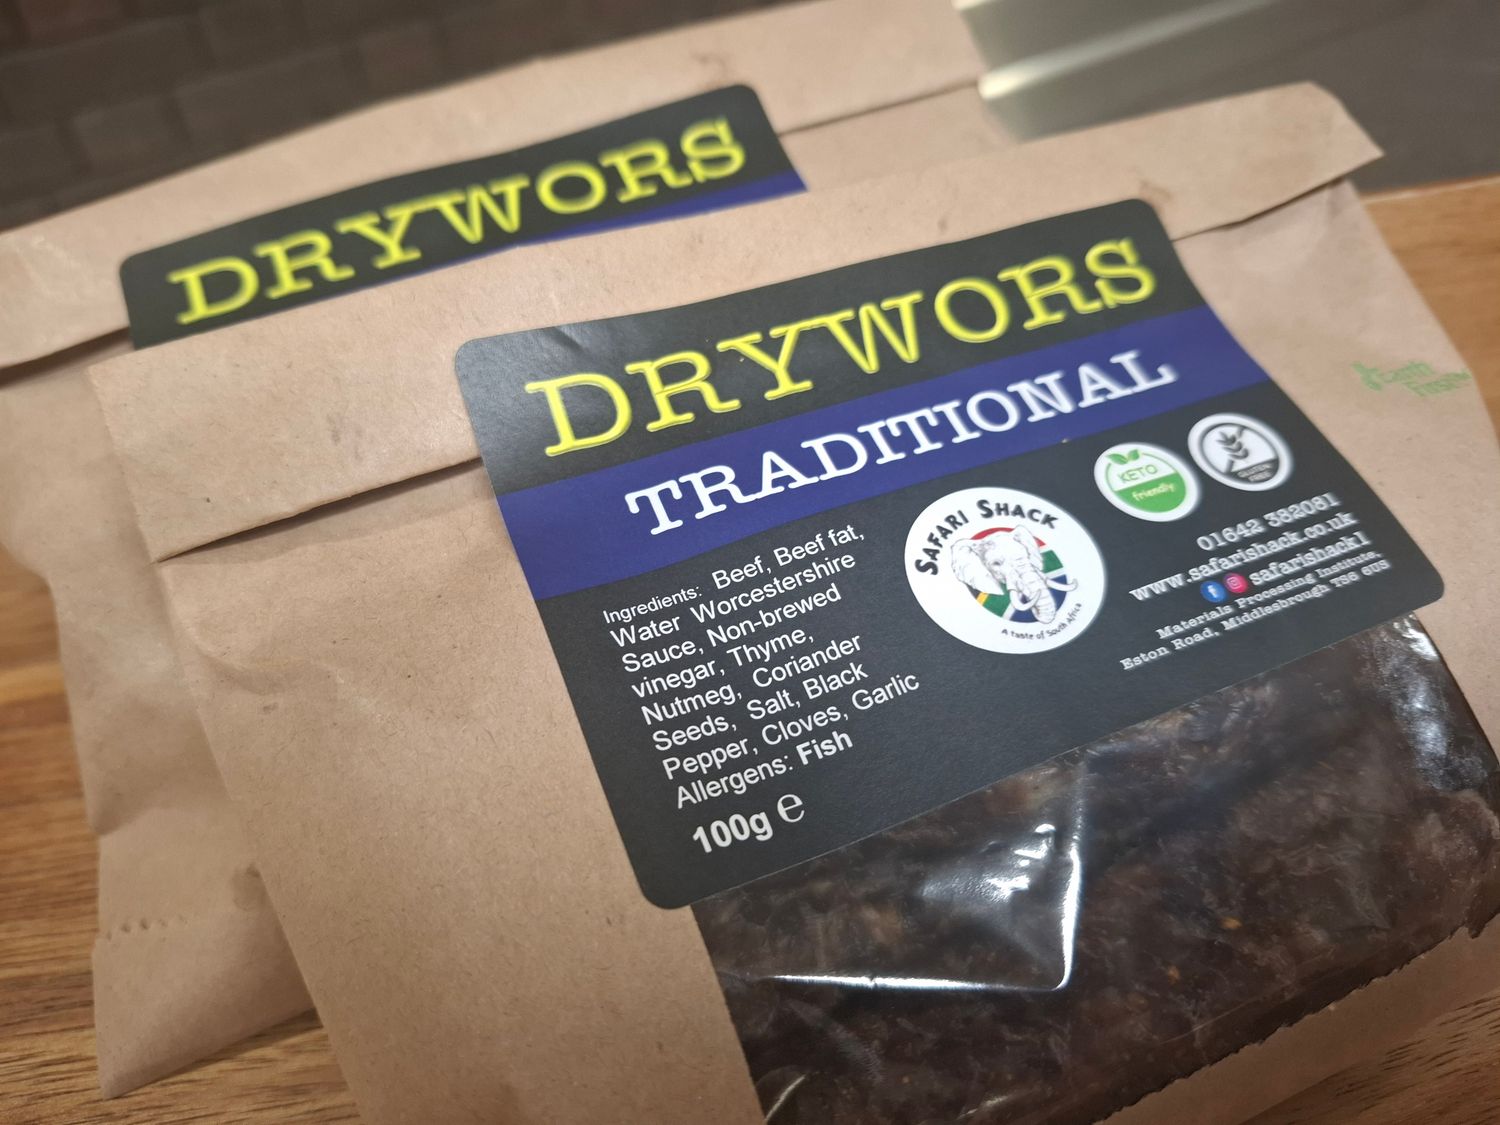 DRYWORS
DRYWORS
TRADITIONAL
Ingredients: Beef, Beef fat,
Water Worcestershire
Sauce, Non-brewed
vinegar, Thyme,
Nutmeg, Coriander
Seeds, Salt, Black
Pepper, Cloves, Garlic
Allergens: Fish
100g e
SAFARI SHACK
A taste of South Africa
KETO
friendly
GLUTEN
FREE
01642 382081
www.safarishack.co.uk
safarishack1
Materials Processing Institute,
Eston Road, Middlesbrough TS6 6US